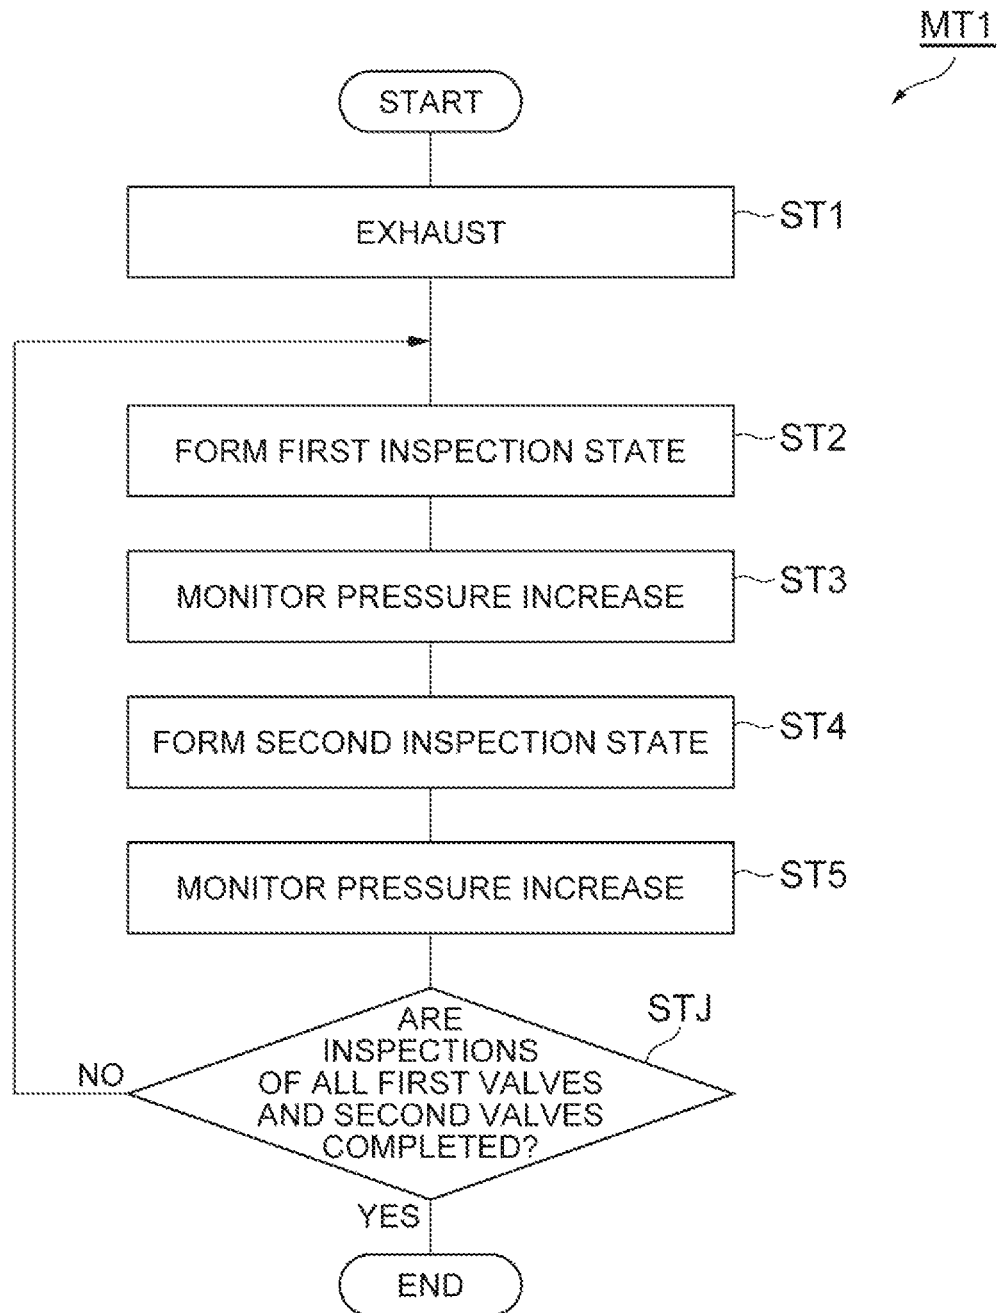 MT1
START
EXHAUST
ST1
FORM FIRST INSPECTION STATE
ST2
MONITOR PRESSURE INCREASE
ST3
FORM SECOND INSPECTION STATE
ST4
MONITOR PRESSURE INCREASE
ST5
STJ
ARE
INSPECTIONS
OF ALL FIRST VALVES
AND SECOND VALVES
COMPLETED?
NO
YES
END